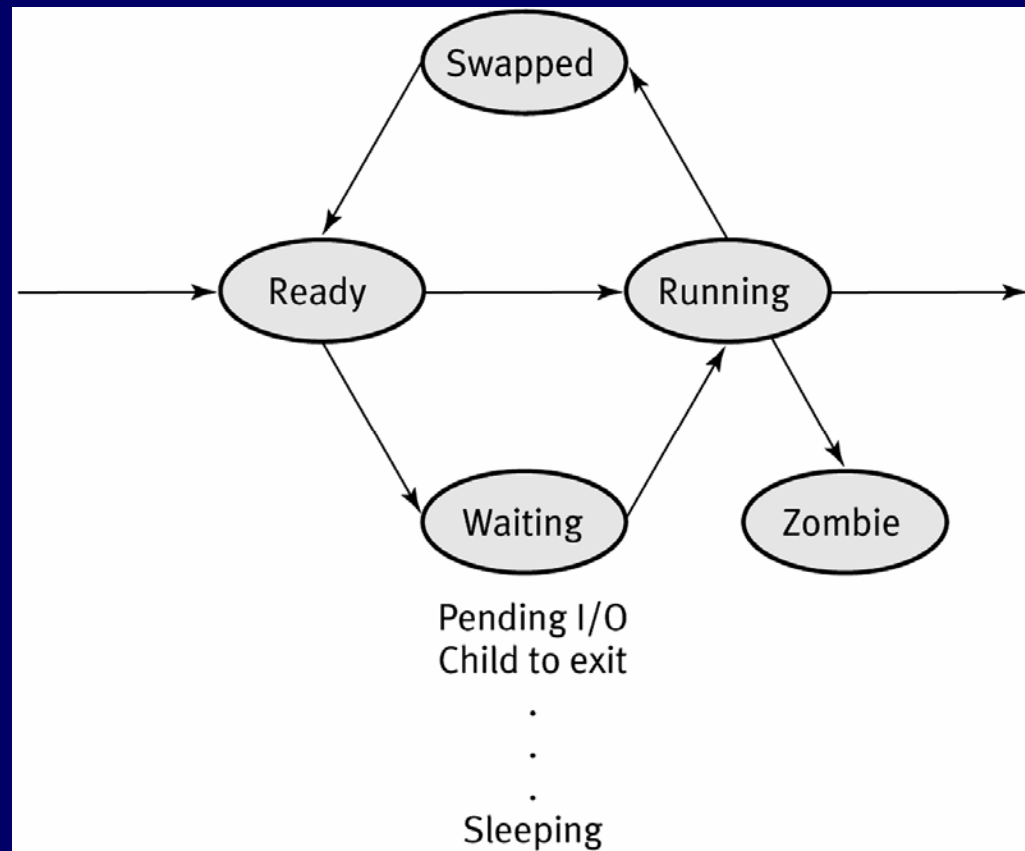 Swapped
Ready
Running
Waiting
Zombie
Pending I/O
Child to exit
.
.
.
Sleeping